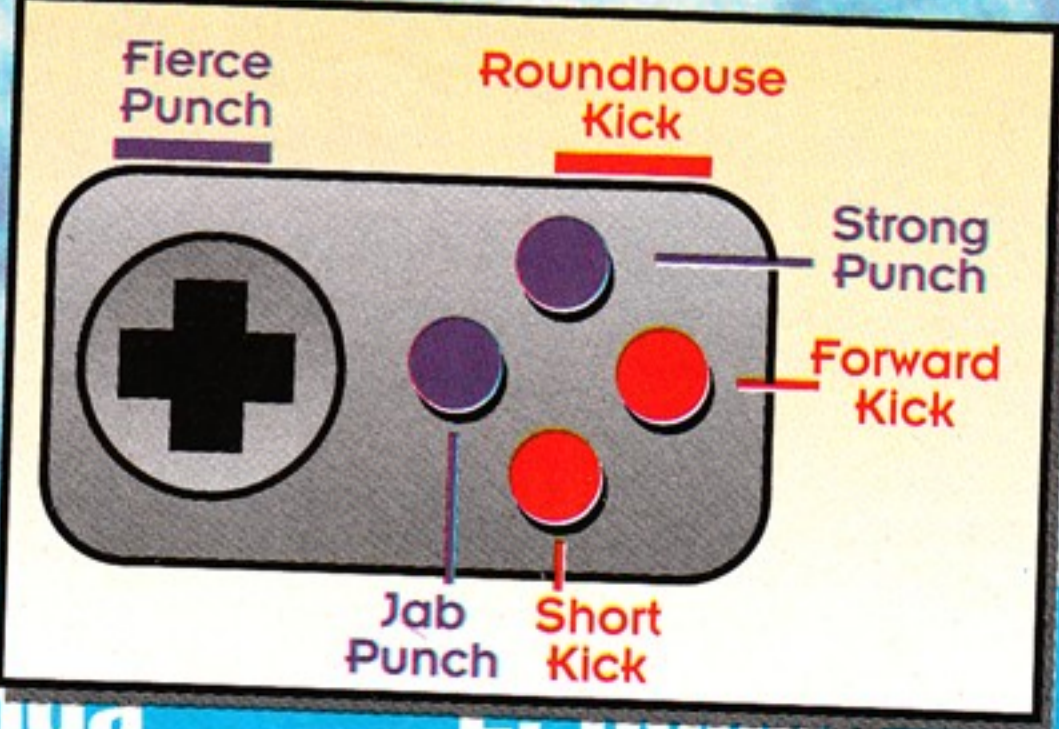 Fierce
Punch
Roundhouse
Kick
Strong
Punch
Forward
Kick
Jab
Punch
Short
Kick